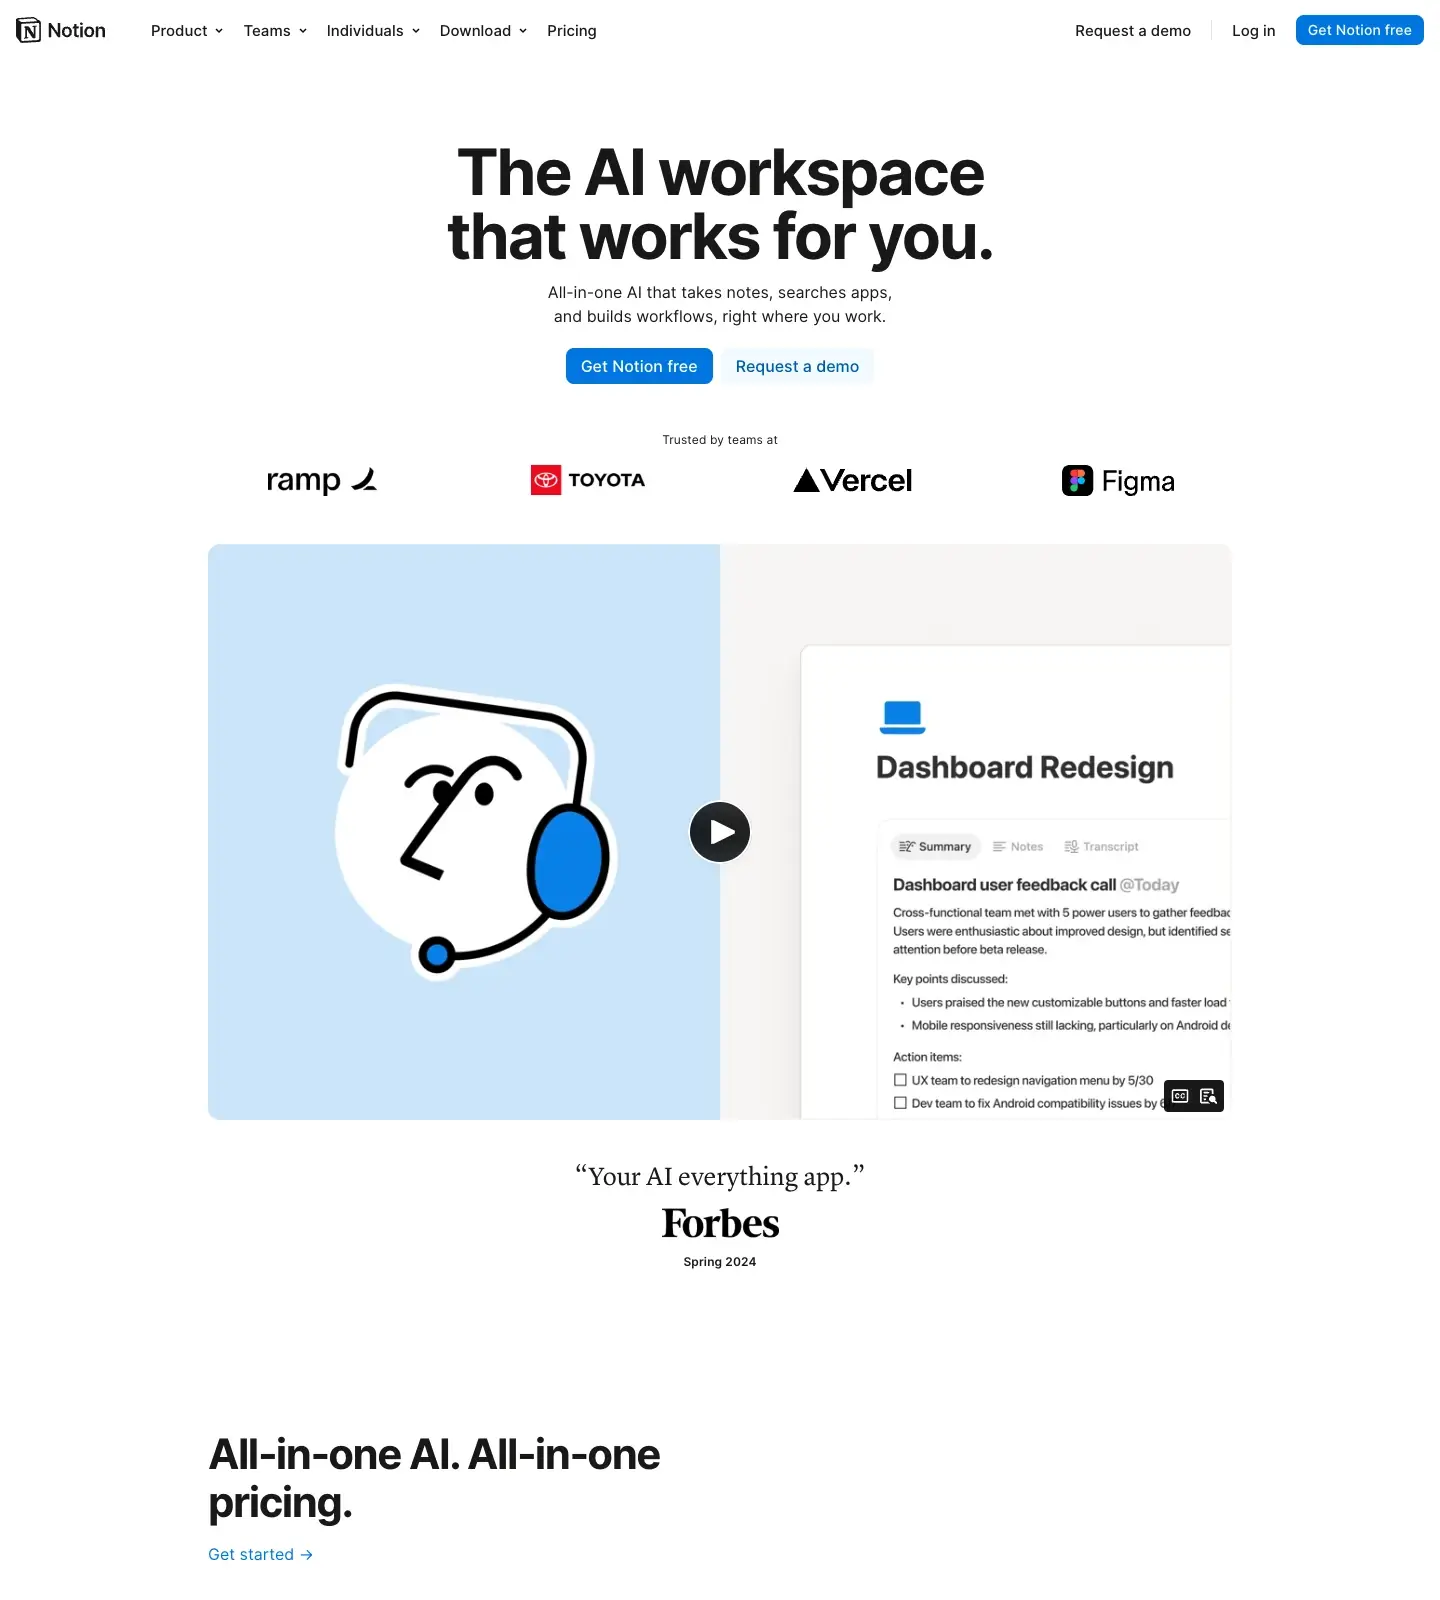 Notion
Product
Teams
Individuals
Download
Pricing
Request a demo
Log in
Get Notion free
The AI workspace
that works for you.
All-in-one AI that takes notes, searches apps,
and builds workflows, right where you work.
Get Notion free
Request a demo
Trusted by teams at
ramp
TOYOTA
Vercel
Figma
Dashboard Redesign
Summary
Notes
Transcript
Dashboard user feedback call @Today
Cross-functional team met with 5 power users to gather
Users were enthusiastic about improved design, but identified
attention before beta release.
Key points discussed:
• Users praised the new customizable buttons and faster load
• Mobile responsiveness still lacking, particularly on Android
Action items:
UX team to redesign navigation menu by 5/30
Dev team to fix Android compatibility issues by
CC
“Your AI everything app.”
Forbes
Spring 2024
All-in-one AI. All-in-one
pricing.
Get started →